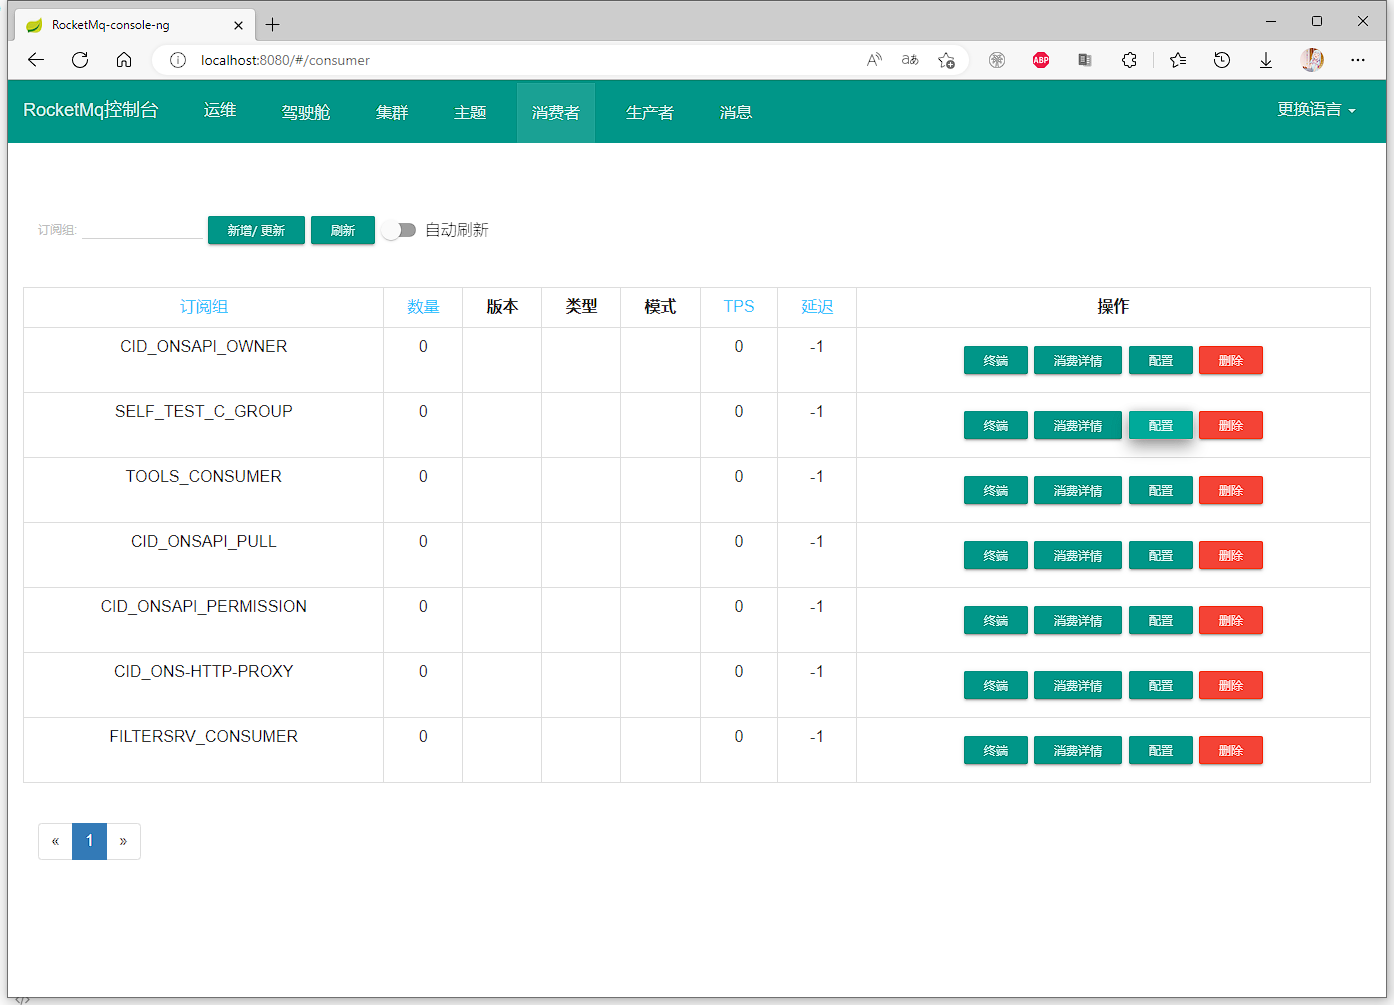 RocketMq-console-ng
localhost:8080/#/consumer
ABP
RocketMq控制台 运维 驾驶舱 集群 主题 消费者 生产者 消息 更换语言
订阅组: 新增/ 更新 刷新 自动刷新
订阅组 数量 版本 类型 模式 TPS 延迟 操作
CID_ONSAPI_OWNER 0 0 -1 终端 消费详情 配置 删除
SELF_TEST_C_GROUP 0 0 -1 终端 消费详情 配置 删除
TOOLS_CONSUMER 0 0 -1 终端 消费详情 配置 删除
CID_ONSAPI_PULL 0 0 -1 终端 消费详情 配置 删除
CID_ONSAPI_PERMISSION 0 0 -1 终端 消费详情 配置 删除
CID_ONS-HTTP-PROXY 0 0 -1 终端 消费详情 配置 删除
FILTERSRV_CONSUMER 0 0 -1 终端 消费详情 配置 删除
« 1 »